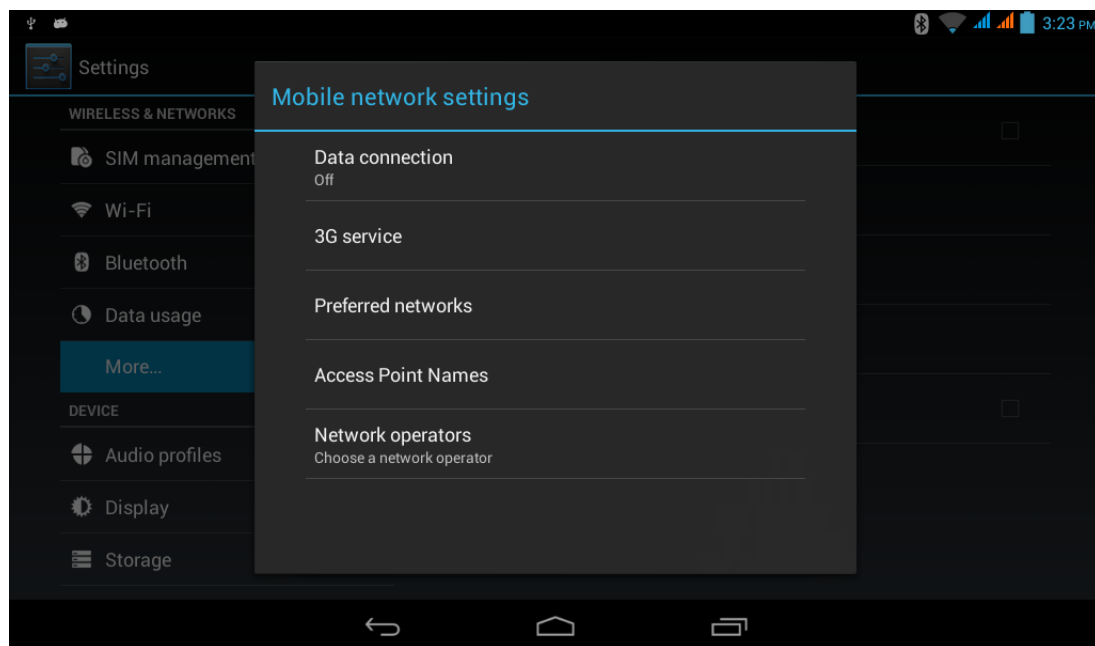 3:23 PM
Settings
Mobile network settings
WIRELESS & NETWORKS
SIM management
Wi-Fi
Bluetooth
Data usage
More...
DEVICE
Audio profiles
Display
Storage
Data connection
Off
3G service
Preferred networks
Access Point Names
Network operators
Choose a network operator